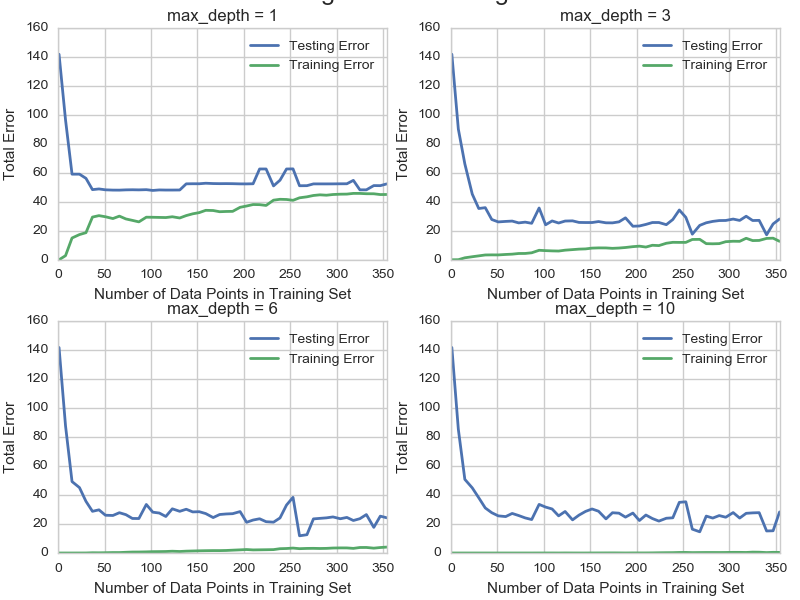 max_depth = 1
160
140
120
100
80
60
40
20
0
Total Error
Testing Error
Training Error
0 50 100 150 200 250 300 350
Number of Data Points in Training Set
max_depth = 3
160
140
120
100
80
60
40
20
0
Total Error
Testing Error
Training Error
0 50 100 150 200 250 300 350
Number of Data Points in Training Set
max_depth = 6
160
140
120
100
80
60
40
20
0
Total Error
Testing Error
Training Error
0 50 100 150 200 250 300 350
Number of Data Points in Training Set
max_depth = 10
160
140
120
100
80
60
40
20
0
Total Error
Testing Error
Training Error
0 50 100 150 200 250 300 350
Number of Data Points in Training Set